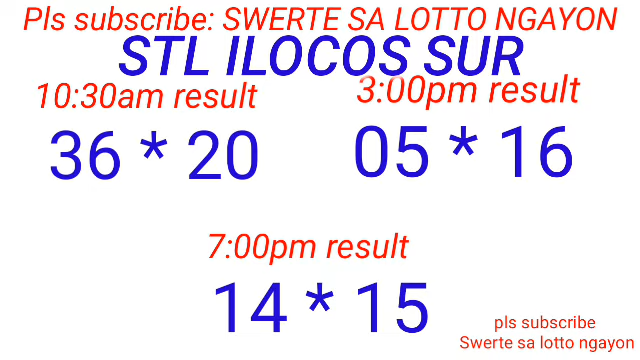 Pls subscribe: SWERTE SA LOTTO NGAYON
STL ILOCOS SUR
10:30am result
36 * 20
3:00pm result
05 * 16
7:00pm result
14 * 15
pls subscribe
Swerte sa lotto ngayon